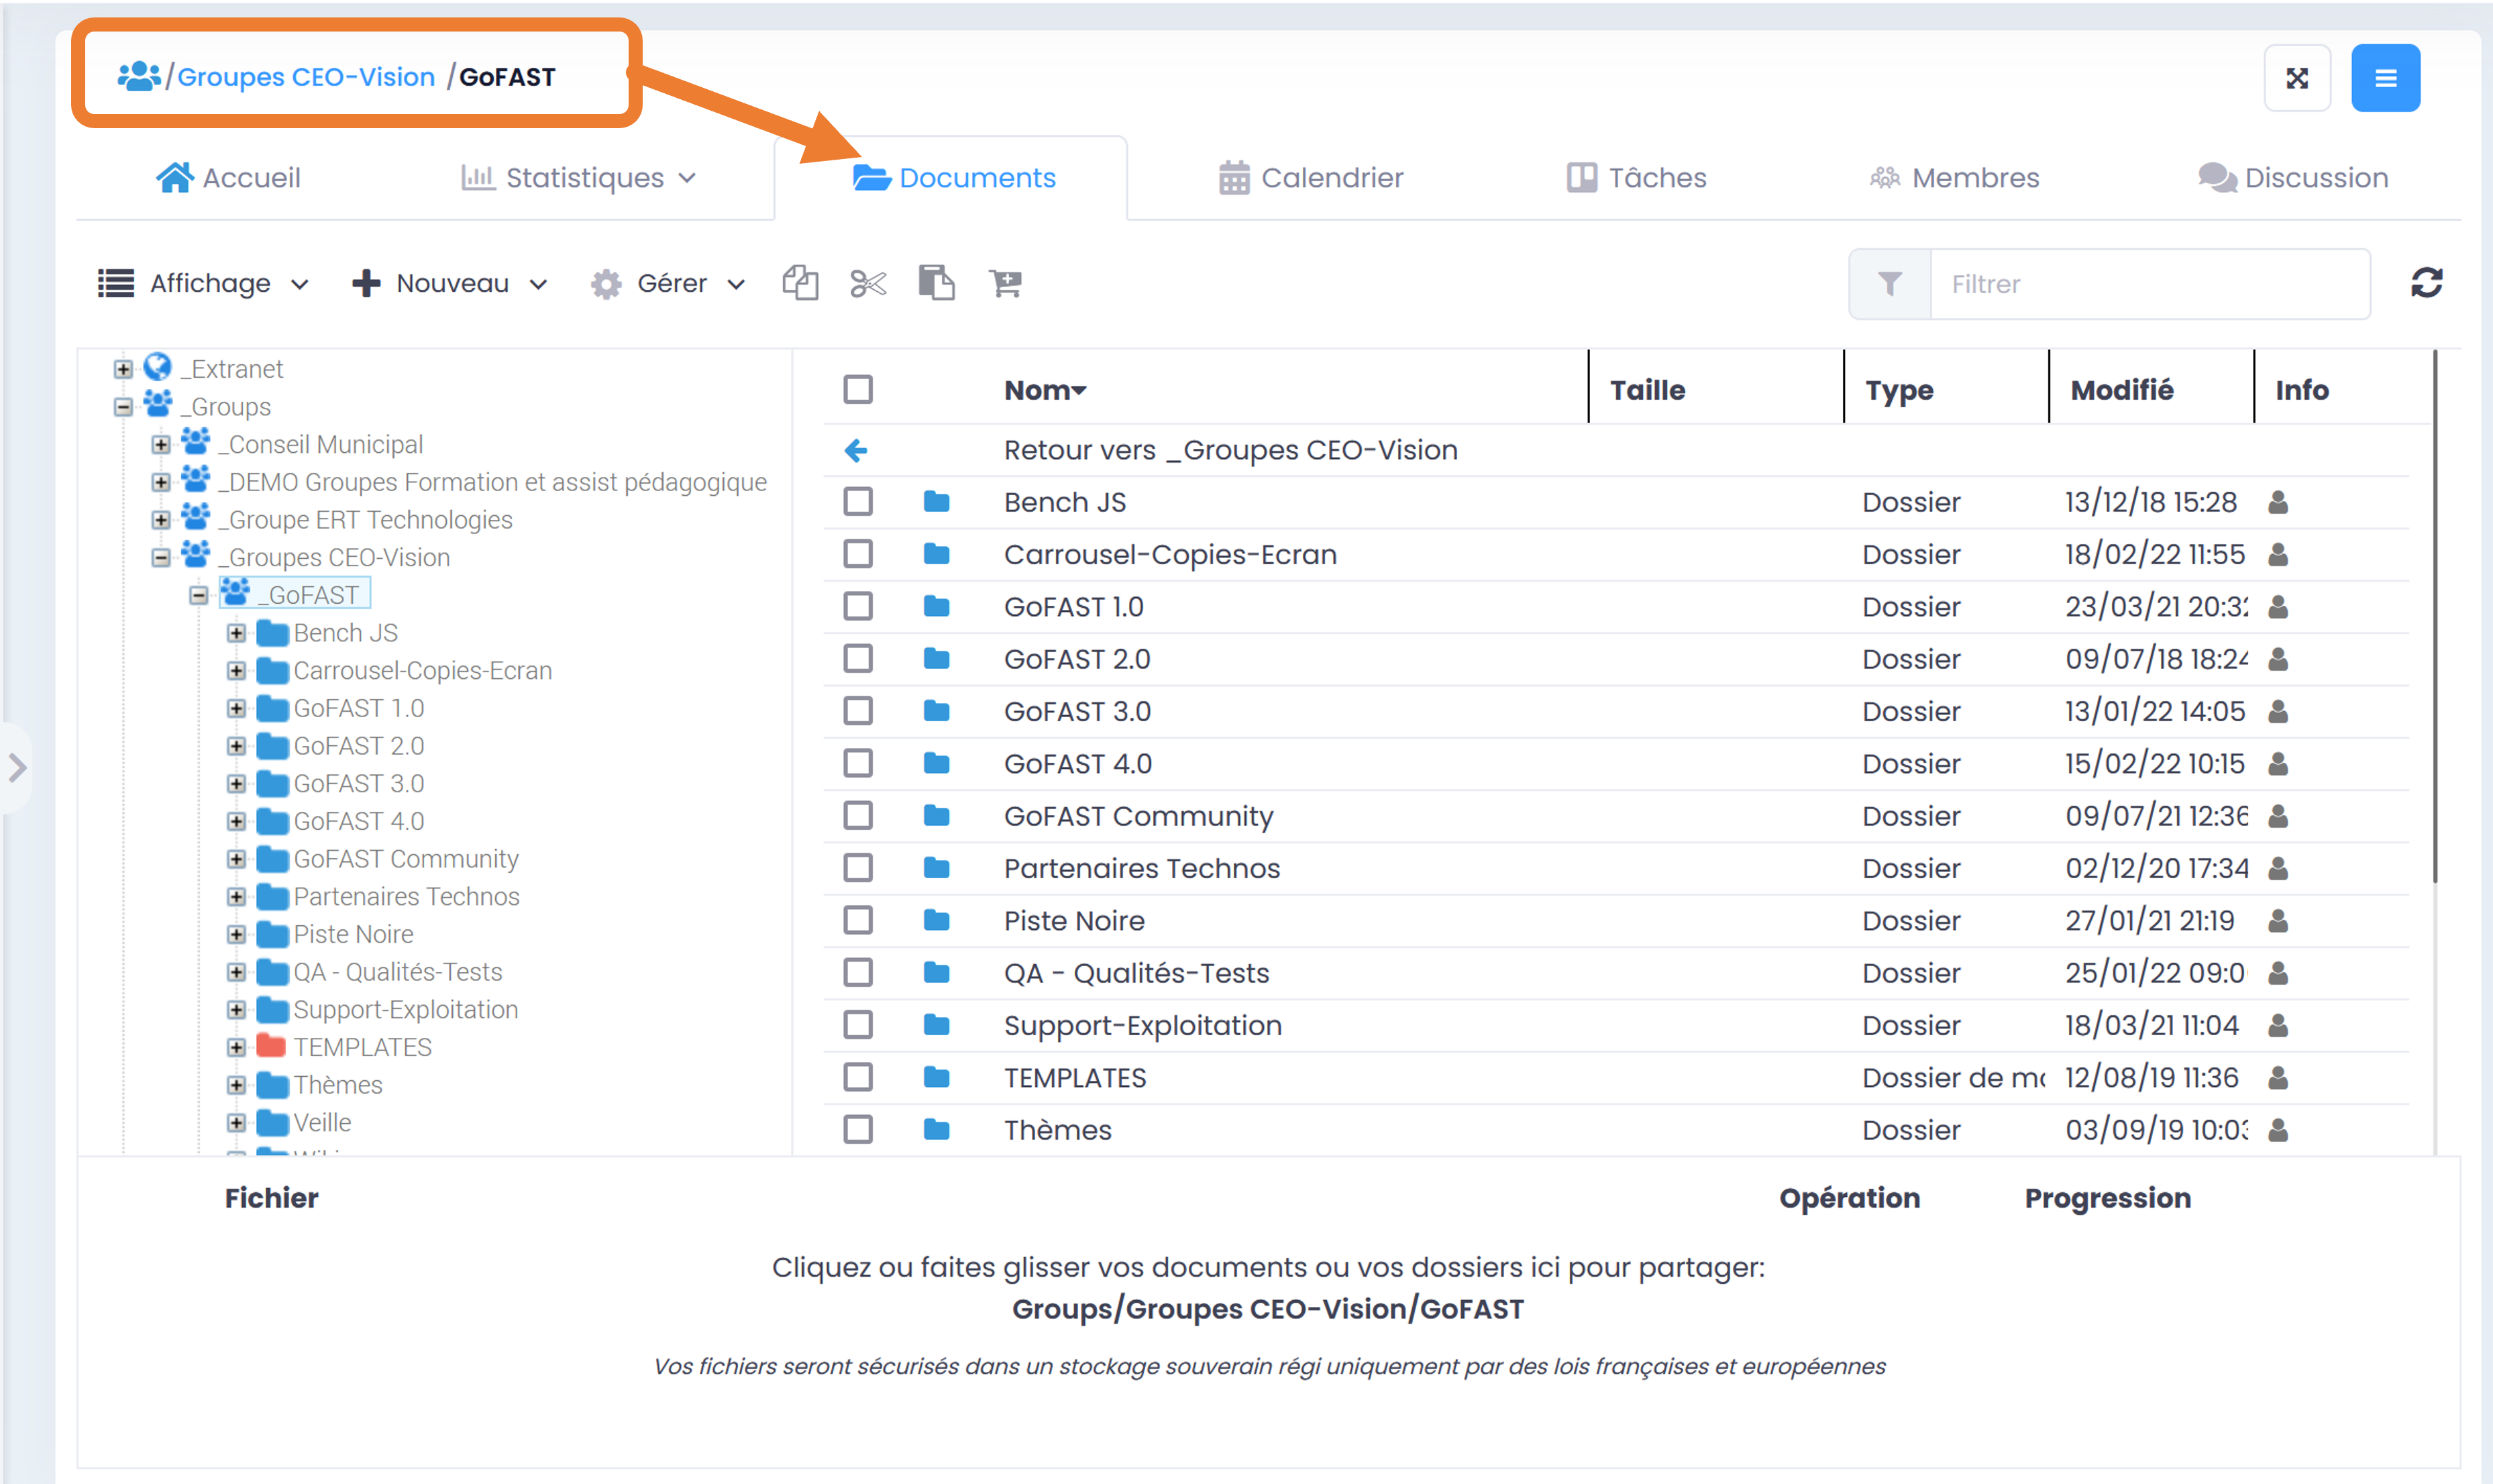 /Groupes CEO-Vision /GoFAST
Accueil Statistiques Documents Calendrier Tâches Membres Discussion
Affichage Nouveau Gérer Filtrer
_Extranet
_Groups
_Conseil Municipal
_DEMO Groupes Formation et assist pédagogique
_Groupe ERT Technologies
_Groupes CEO-Vision
_GoFAST
Bench JS
Carrousel-Copies-Ecran
GoFAST 1.0
GoFAST 2.0
GoFAST 3.0
GoFAST 4.0
GoFAST Community
Partenaires Technos
Piste Noire
QA - Qualités-Tests
Support-Exploitation
TEMPLATES
Thèmes
Veille
Nom Taille Type Modifié Info
Retour vers _Groupes CEO-Vision
Bench JS Dossier 13/12/18 15:28
Carrousel-Copies-Ecran Dossier 18/02/22 11:55
GoFAST 1.0 Dossier 23/03/21 20:32
GoFAST 2.0 Dossier 09/07/18 18:24
GoFAST 3.0 Dossier 13/01/22 14:05
GoFAST 4.0 Dossier 15/02/22 10:15
GoFAST Community Dossier 09/07/21 12:36
Partenaires Technos Dossier 02/12/20 17:34
Piste Noire Dossier 27/01/21 21:19
QA - Qualités-Tests Dossier 25/01/22 09:0
Support-Exploitation Dossier 18/03/21 11:04
TEMPLATES Dossier de mo 12/08/19 11:36
Thèmes Dossier 03/09/19 10:03
Fichier Opération Progression
Cliquez ou faites glisser vos documents ou vos dossiers ici pour partager:
Groups/Groupes CEO-Vision/GoFAST
Vos fichiers seront sécurisés dans un stockage souverain régi uniquement par des lois françaises et européennes